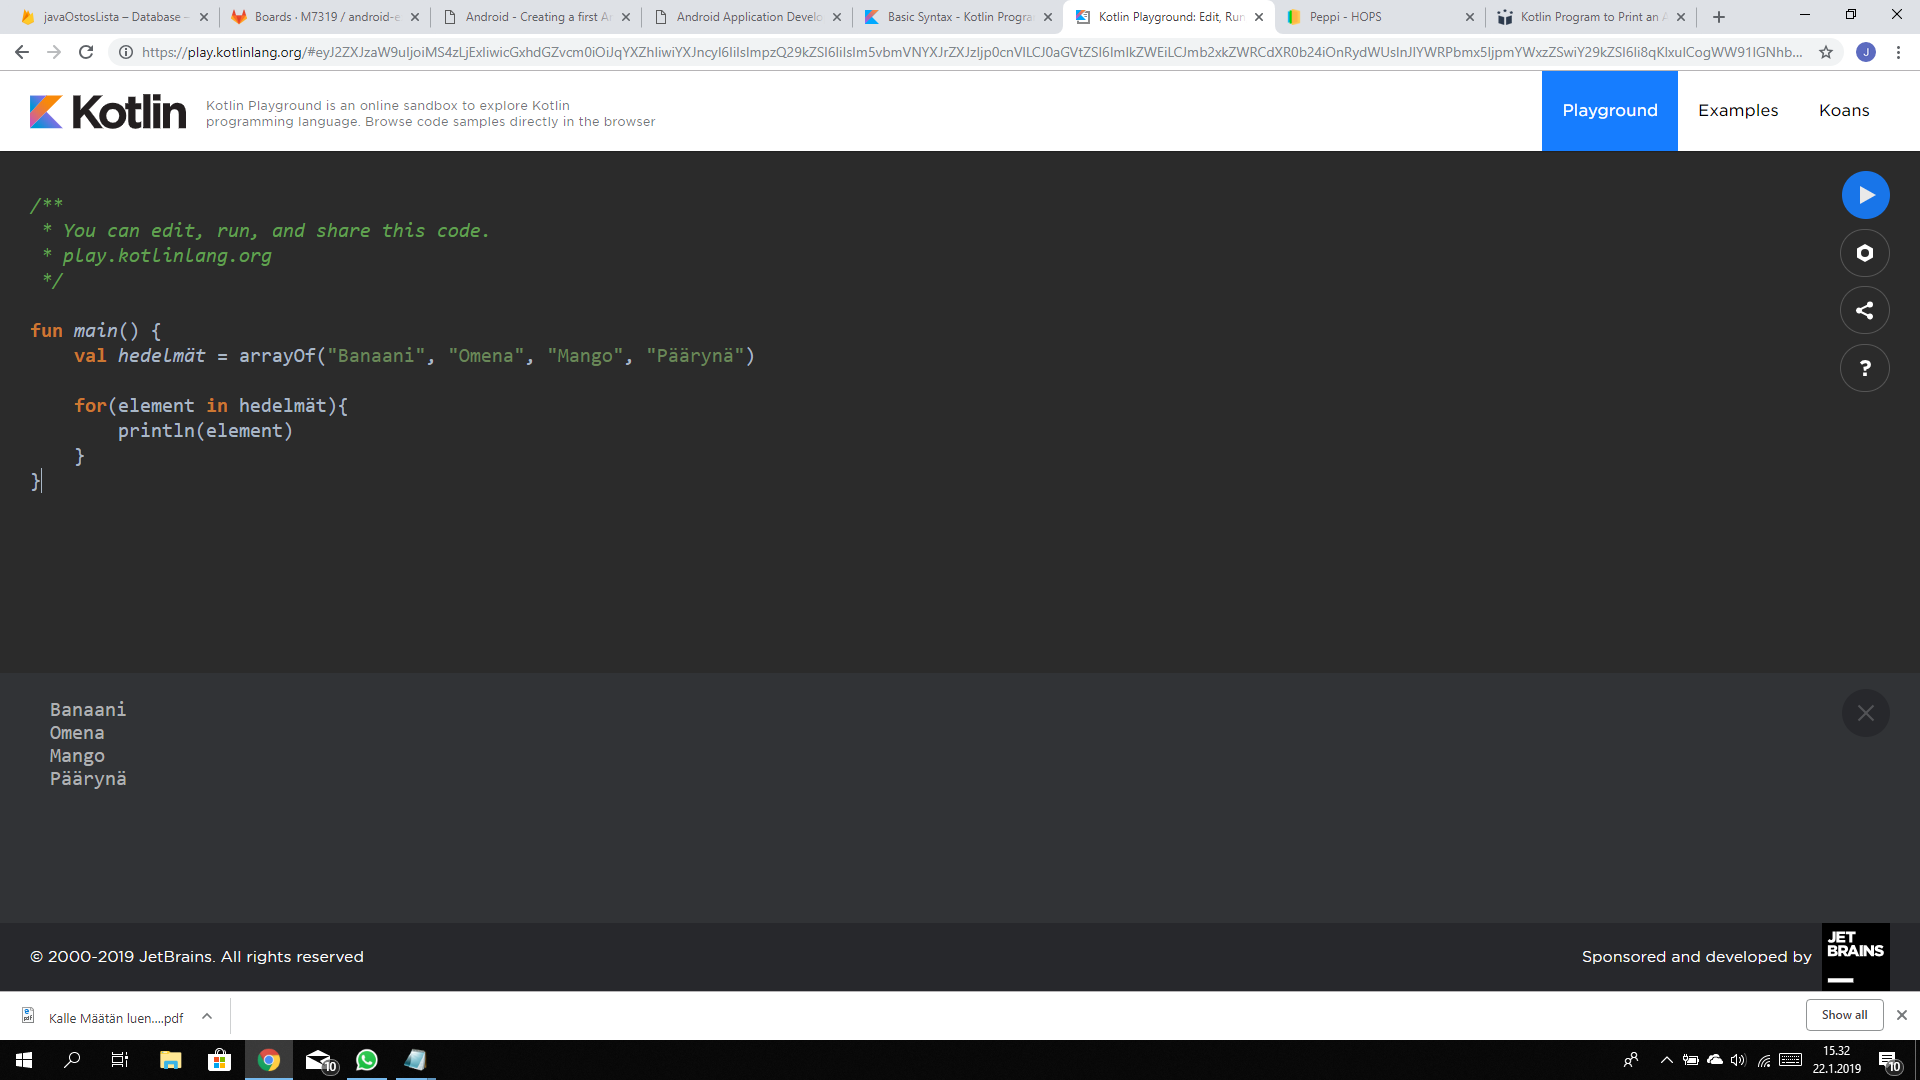 javaOstosLista – Database –
Boards · M7319 / android-e
Android - Creating a first Ar
Android Application Develo
Basic Syntax - Kotlin Progra
Kotlin Playground: Edit, Run
Peppi - HOPS
Kotlin Program to Print an A
Kotlin
Kotlin Playground is an online sandbox to explore Kotlin
programming language. Browse code samples directly in the browser
Playground
Examples
Koans
/**
* You can edit, run, and share this code.
* play.kotlinlang.org
*/
fun main() {
val hedelmät = arrayOf("Banaani", "Omena", "Mango", "Päärynä")
for(element in hedelmät){
println(element)
}
}
Banaani
Omena
Mango
Päärynä
© 2000-2019 JetBrains. All rights reserved
Sponsored and developed by
JET
BRAINS
Kalle Määtän luen....pdf
Show all
10
15.32
22.1.2019
10